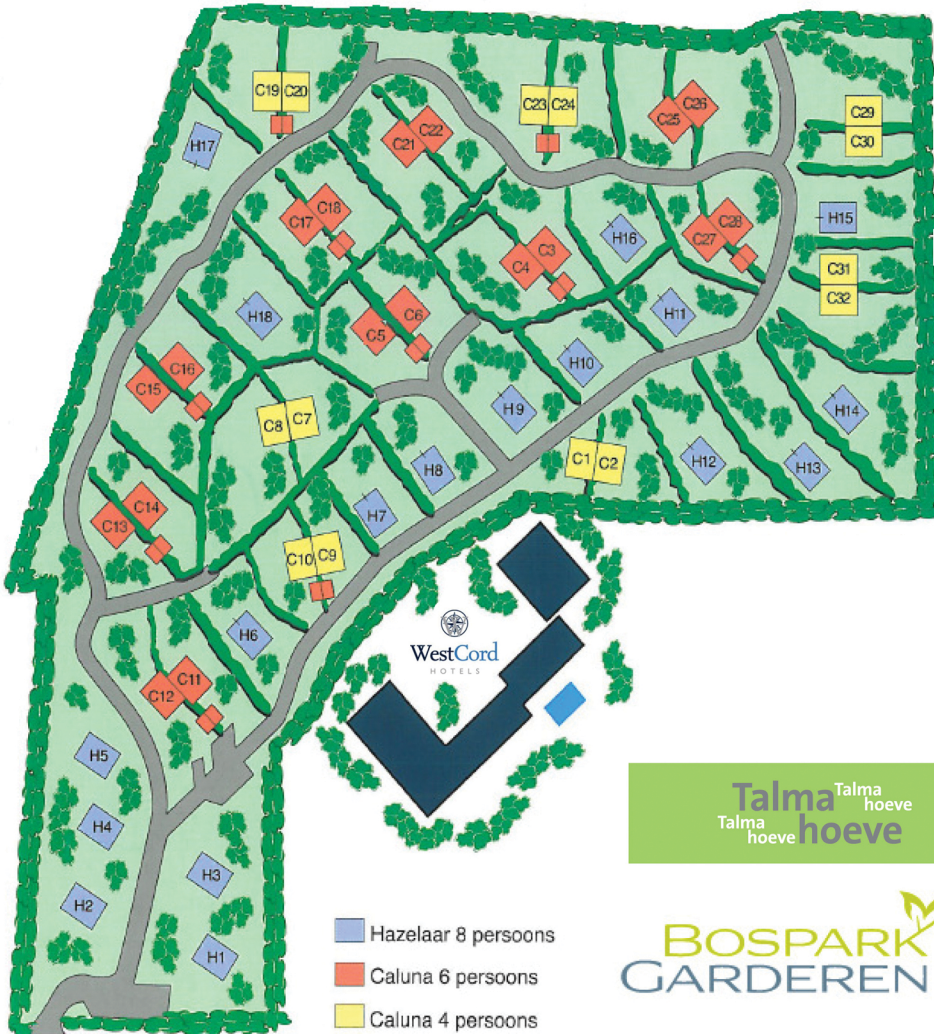 C19 C20
C23 C24
C25 C26
C29
C30
H17
C21 C22
C17 C18
C4 C3
H16
C27 C28
H15
C31
C32
H18
C5 C6
H11
C15 C16
H10
H9
H14
C8 C7
H8
C1 C2
H12
H13
C13 C14
H7
C10 C9
H6
WestCord
HOTELS
C12 C11
H5
H4
H3
H2
H1
Talma Talma
hoeve
Talma
hoeve hoeve
Hazelaar 8 persoons
Caluna 6 persoons
Caluna 4 persoons
BOSPARK
GARDEREN